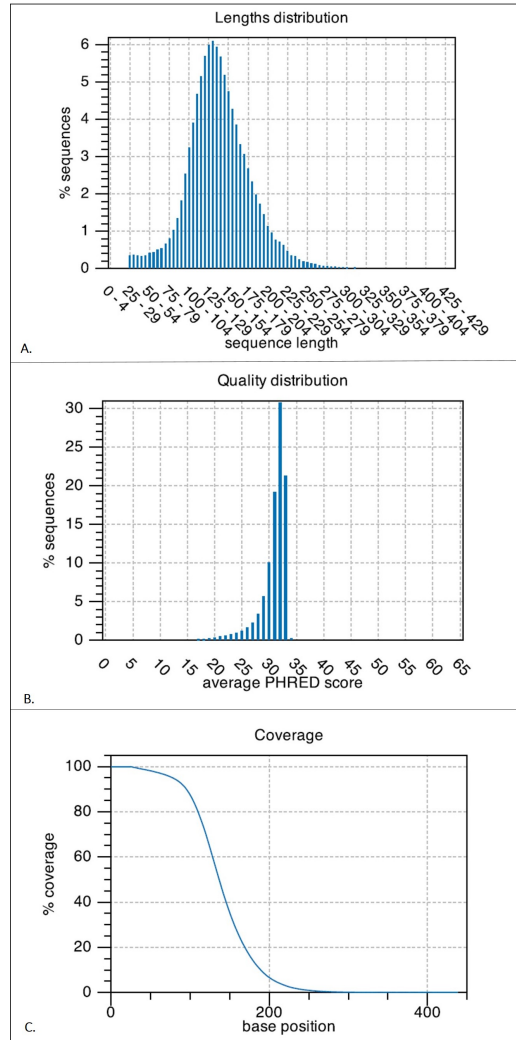 Lengths distribution
6
5
4
3
2
1
0
% sequences
0 - 4
25 - 29
50 - 54
75 - 79
100 - 104
125 - 129
150 - 154
175 - 179
200 - 204
225 - 229
250 - 254
275 - 279
300 - 304
325 - 329
350 - 354
375 - 379
400 - 404
425 - 429
sequence length
A.
Quality distribution
30
25
20
15
10
5
0
% sequences
0
5
10
15
20
25
30
35
40
45
50
55
60
65
average PHRED score
B.
Coverage
100
80
60
40
20
0
% coverage
0
200
400
base position
C.